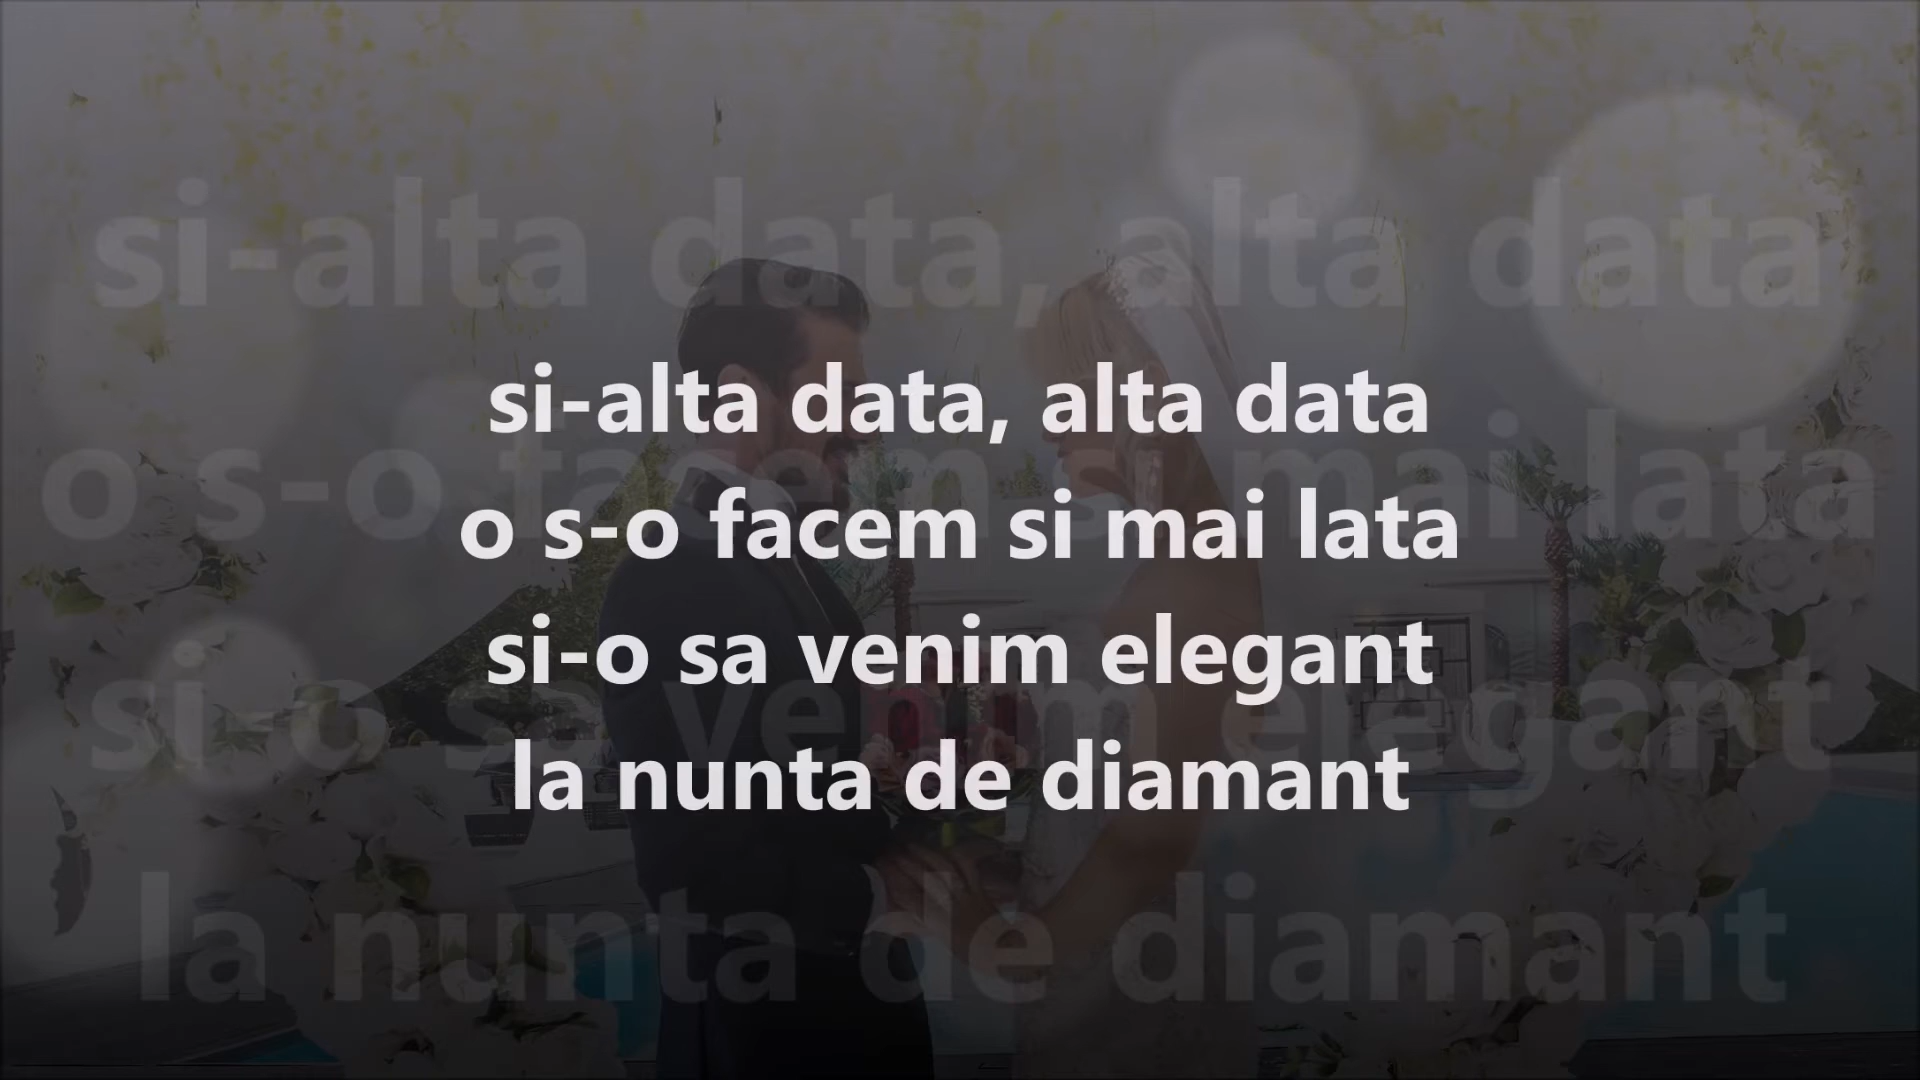 si-alta data, alta data
o s-o facem si mai lata
si-o sa venim elegant
la nunta de diamant